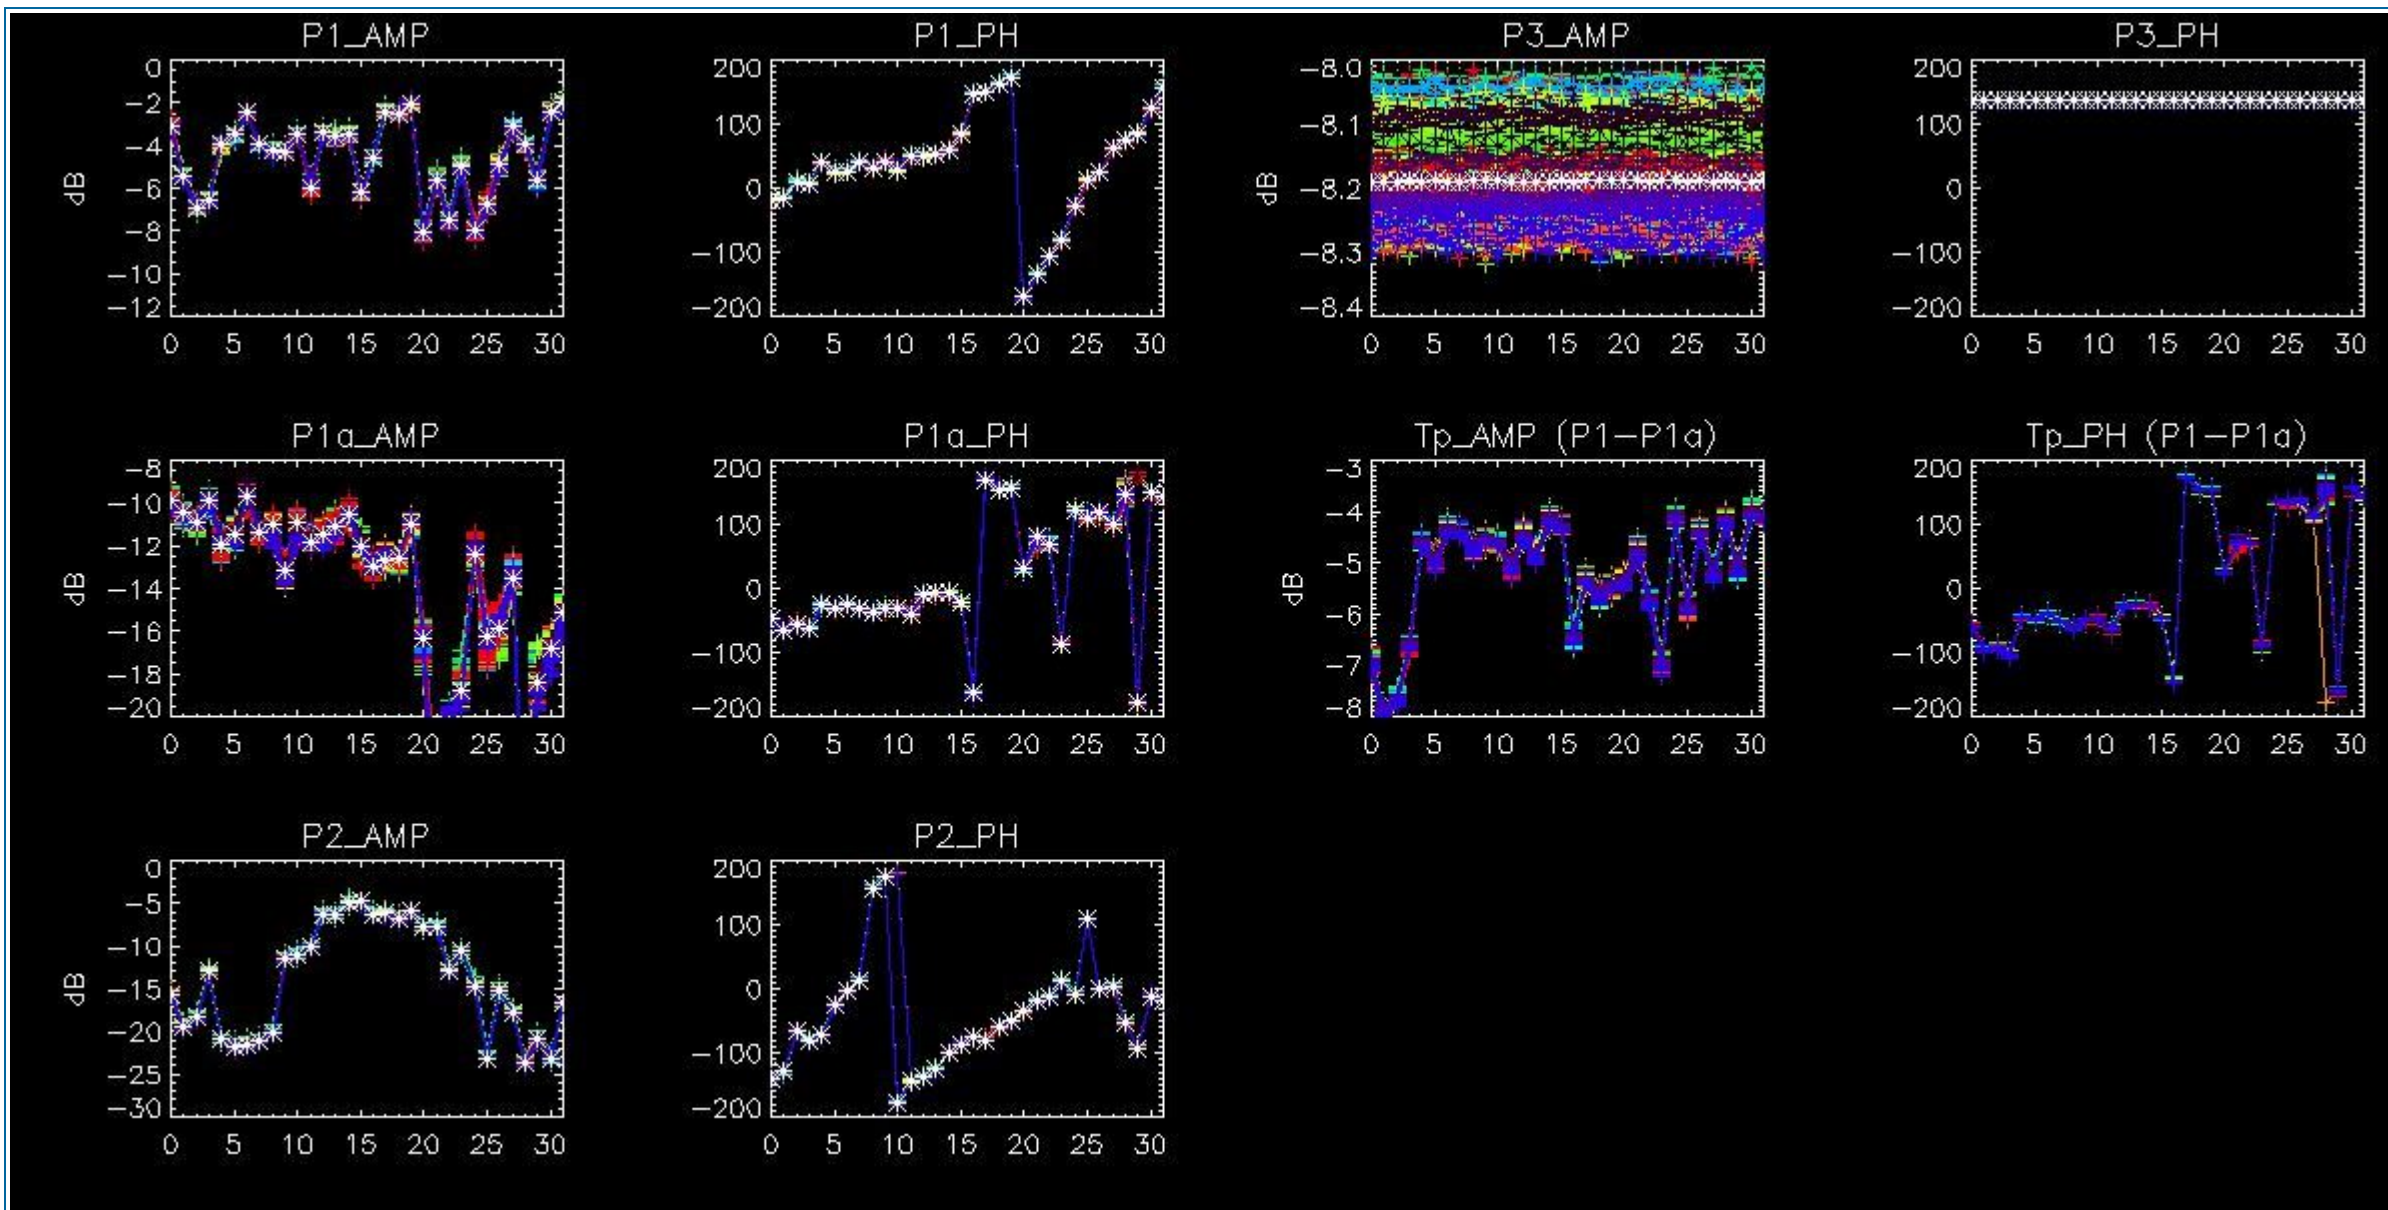 P1_AMP
0
−2
−4
−6
−8
−10
−12
dB
0 5 10 15 20 25 30
P1_PH
200
100
0
−100
−200
0 5 10 15 20 25 30
P3_AMP
−8.0
−8.1
−8.2
−8.3
−8.4
dB
0 5 10 15 20 25 30
P3_PH
200
100
0
−100
−200
0 5 10 15 20 25 30
P1a_AMP
−8
−10
−12
−14
−16
−18
−20
dB
0 5 10 15 20 25 30
P1a_PH
200
100
0
−100
−200
0 5 10 15 20 25 30
Tp_AMP (P1−P1a)
−3
−4
−5
−6
−7
−8
dB
0 5 10 15 20 25 30
Tp_PH (P1−P1a)
200
100
0
−100
−200
0 5 10 15 20 25 30
P2_AMP
0
−5
−10
−15
−20
−25
−30
dB
0 5 10 15 20 25 30
P2_PH
200
100
0
−100
−200
0 5 10 15 20 25 30